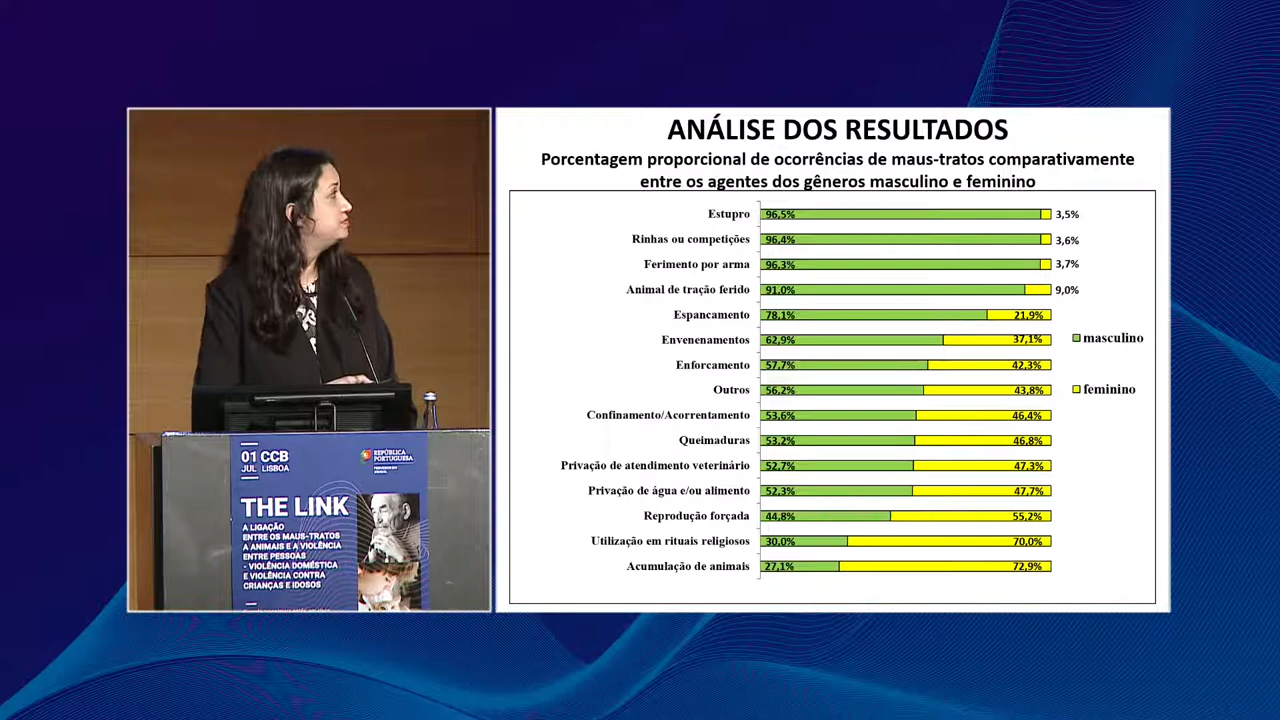 ANÁLISE DOS RESULTADOS
Porcentagem proporcional de ocorrências de maus-tratos comparativamente
entre os agentes dos gêneros masculino e feminino
Estupro 96,5% 3,5%
Rinhas ou competições 96,4% 3,6%
Ferimento por arma 96,3% 3,7%
Animal de tração ferido 91,0% 9,0%
Espancamento 78,1% 21,9%
Envenenamentos 62,9% 37,1%
Enforcamento 57,7% 42,3%
Outros 56,2% 43,8%
Confinamento/Acorrentamento 53,6% 46,4%
Queimaduras 53,2% 46,8%
Privação de atendimento veterinário 52,7% 47,3%
Privação de água e/ou alimento 52,3% 47,7%
Reprodução forçada 44,8% 55,2%
Utilização em rituais religiosos 30,0% 70,0%
Acumulação de animais 27,1% 72,9%
masculino
feminino
01 CCB
JUL LISBOA
REPÚBLICA
PORTUGUESA
THE LINK
A LIGAÇÃO
ENTRE OS MAUS-TRATOS
A ANIMAIS E A VIOLÊNCIA
ENTRE PESSOAS
- VIOLÊNCIA DOMÉSTICA
E VIOLÊNCIA CONTRA
CRIANÇAS E IDOSOS